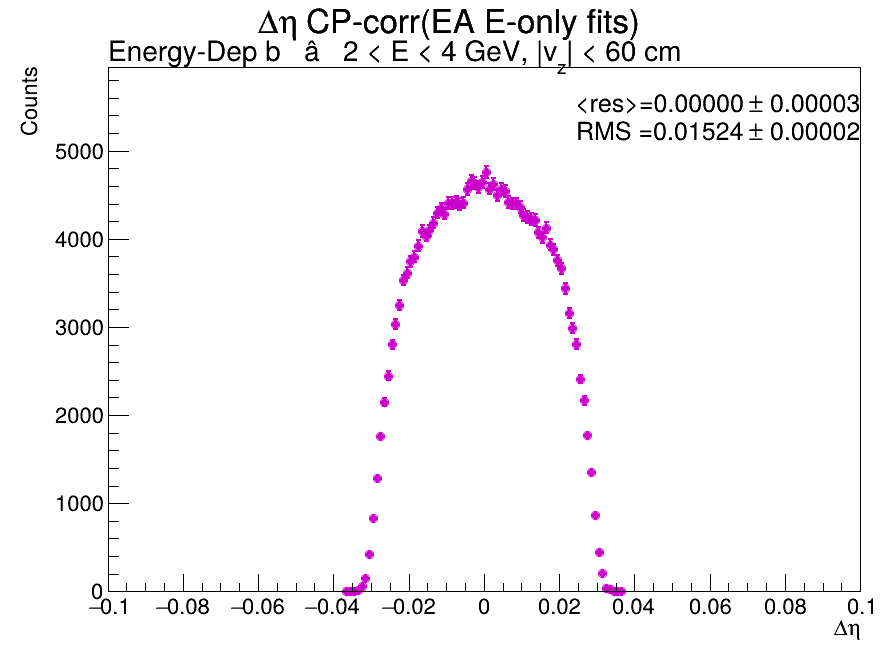 Δη CP-corr(EA E-only fits)
Energy-Dep b â 2 < E < 4 GeV, |v_z| < 60 cm
Counts
<res>=0.00000 ± 0.00003
RMS =0.01524 ± 0.00002
5000
4000
3000
2000
1000
0
−0.1 −0.08 −0.06 −0.04 −0.02 0 0.02 0.04 0.06 0.08 0.1
Δη